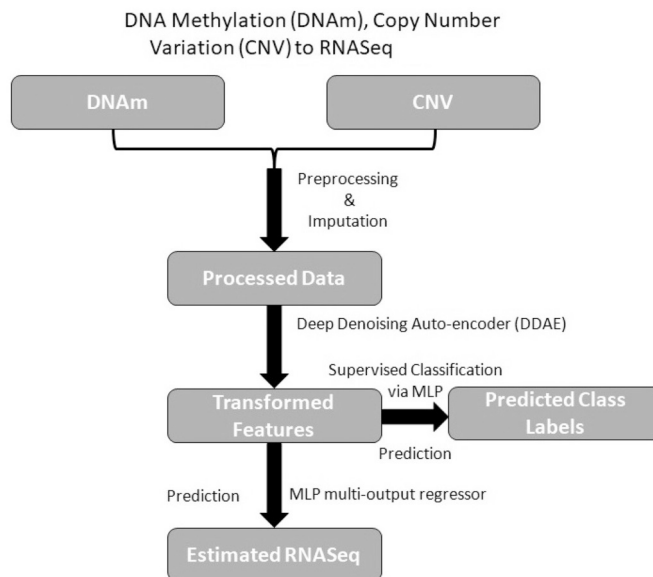 DNA Methylation (DNAm), Copy Number
Variation (CNV) to RNASeq
DNAm
CNV
Preprocessing
&
Imputation
Processed Data
Deep Denoising Auto-encoder (DDAE)
Supervised Classification
via MLP
Transformed
Features
Predicted Class
Labels
Prediction
Prediction
MLP multi-output regressor
Estimated RNASeq